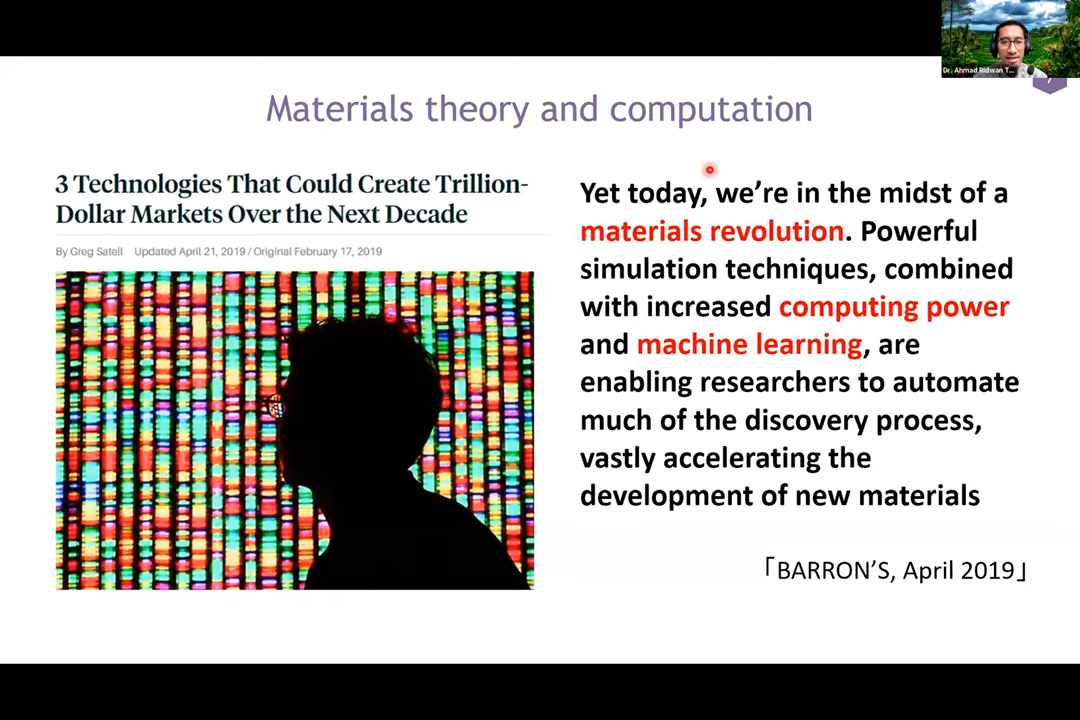 Dr. Ahmad Ridwan T...
Materials theory and computation
3 Technologies That Could Create Trillion-
Dollar Markets Over the Next Decade
By Greg Satell Updated April 21, 2019 / Original February 17, 2019
Yet today, we're in the midst of a
materials revolution. Powerful
simulation techniques, combined
with increased computing power
and machine learning, are
enabling researchers to automate
much of the discovery process,
vastly accelerating the
development of new materials
「BARRON'S, April 2019」